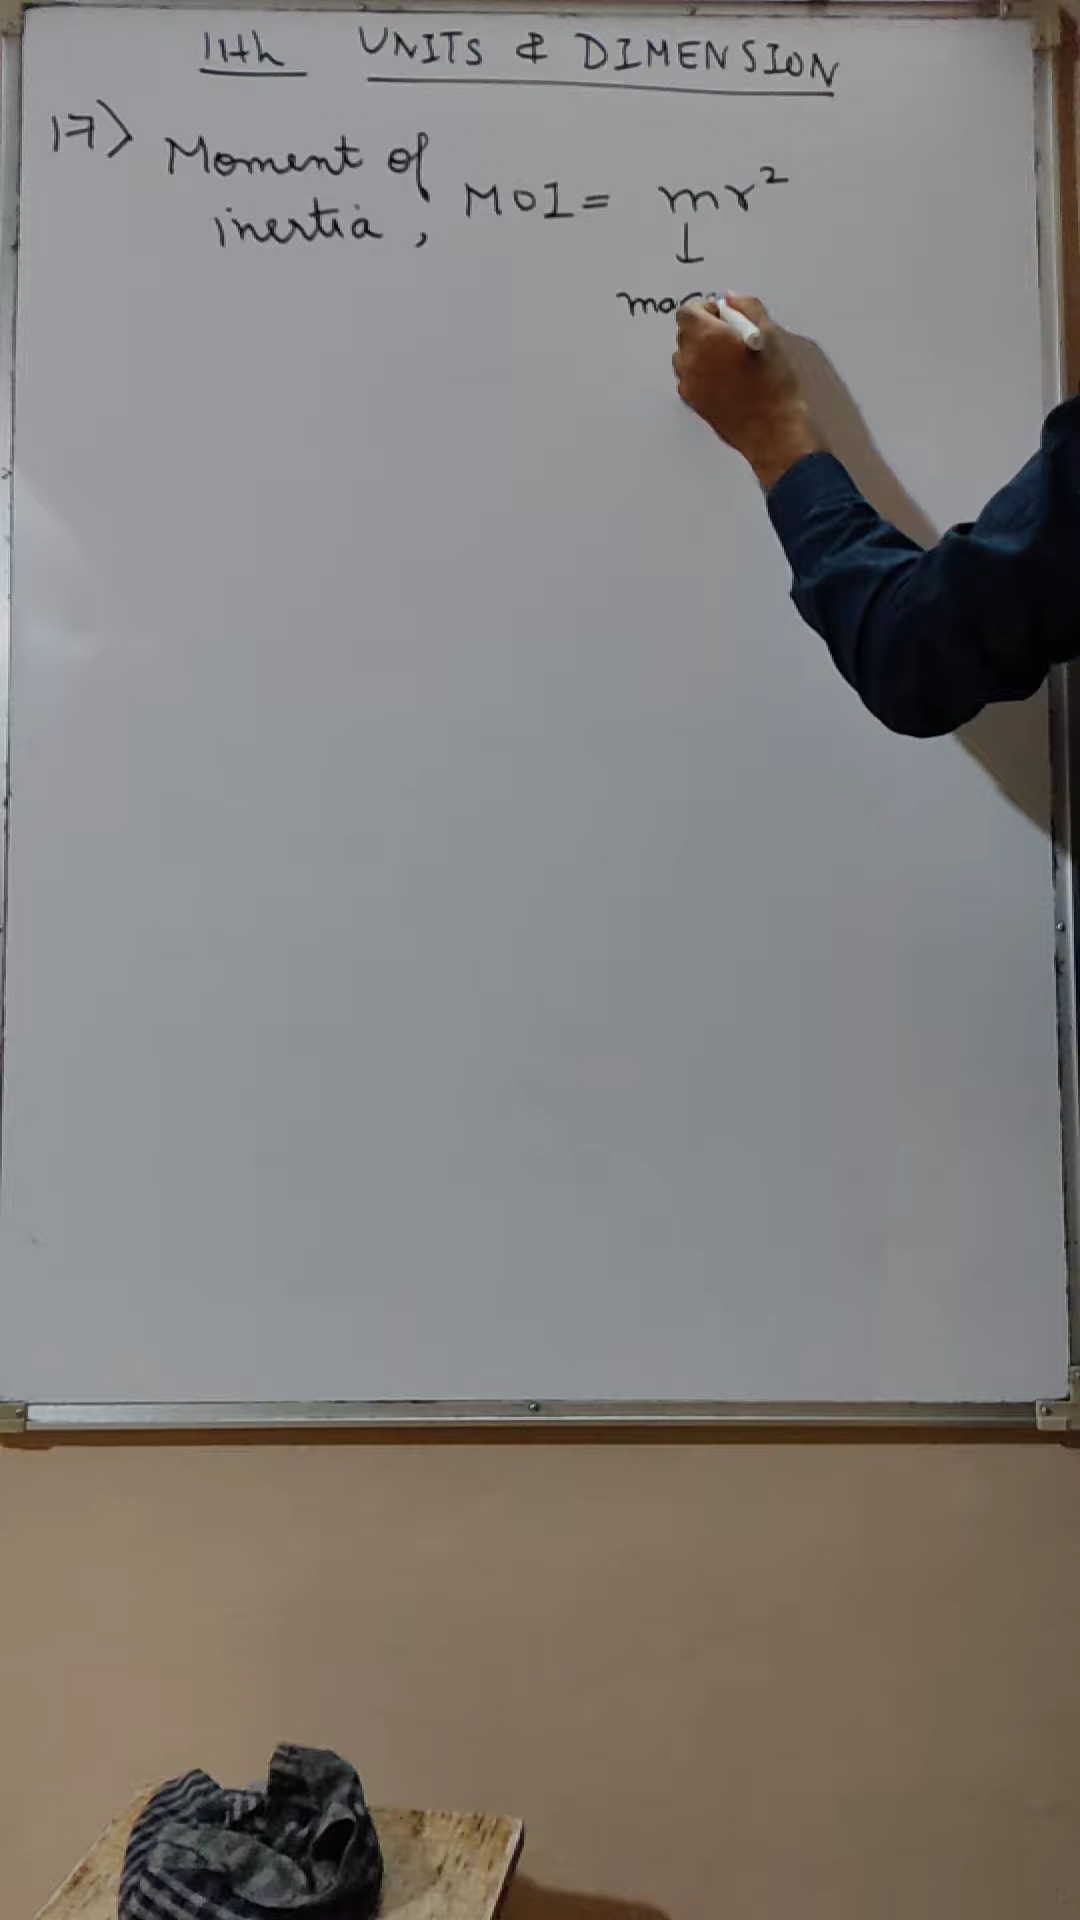 11th UNITS & DIMENSION
17) Moment of
inertia, MOI = mr²
↓